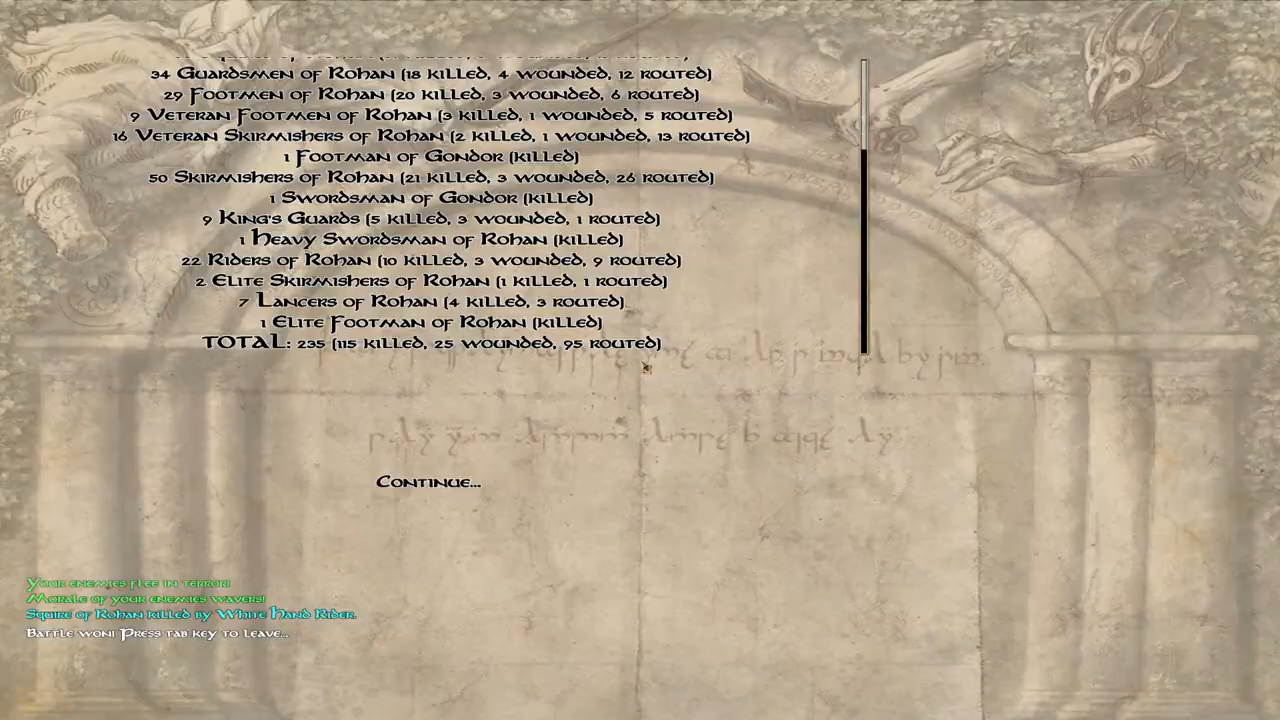 34 Guardsmen of Rohan (18 killed, 4 wounded, 12 routed)
29 Footmen of Rohan (20 killed, 3 wounded, 6 routed)
9 Veteran Footmen of Rohan (3 killed, 1 wounded, 5 routed)
16 Veteran Skirmishers of Rohan (2 killed, 1 wounded, 13 routed)
1 Footman of Gondor (killed)
50 Skirmishers of Rohan (21 killed, 3 wounded, 26 routed)
1 Swordsman of Gondor (killed)
9 King's Guards (5 killed, 3 wounded, 1 routed)
1 Heavy Swordsman of Rohan (killed)
22 Riders of Rohan (10 killed, 3 wounded, 9 routed)
2 Elite Skirmishers of Rohan (1 killed, 1 routed)
7 Lancers of Rohan (4 killed, 3 routed)
1 Elite Footman of Rohan (killed)
TOTAL: 235 (115 killed, 25 wounded, 95 routed)
Continue...
Your enemies flee in terror!
Morale of your enemies wavers!
Squire of Rohan killed by White Hand Rider.
Battle won! Press tab key to leave...